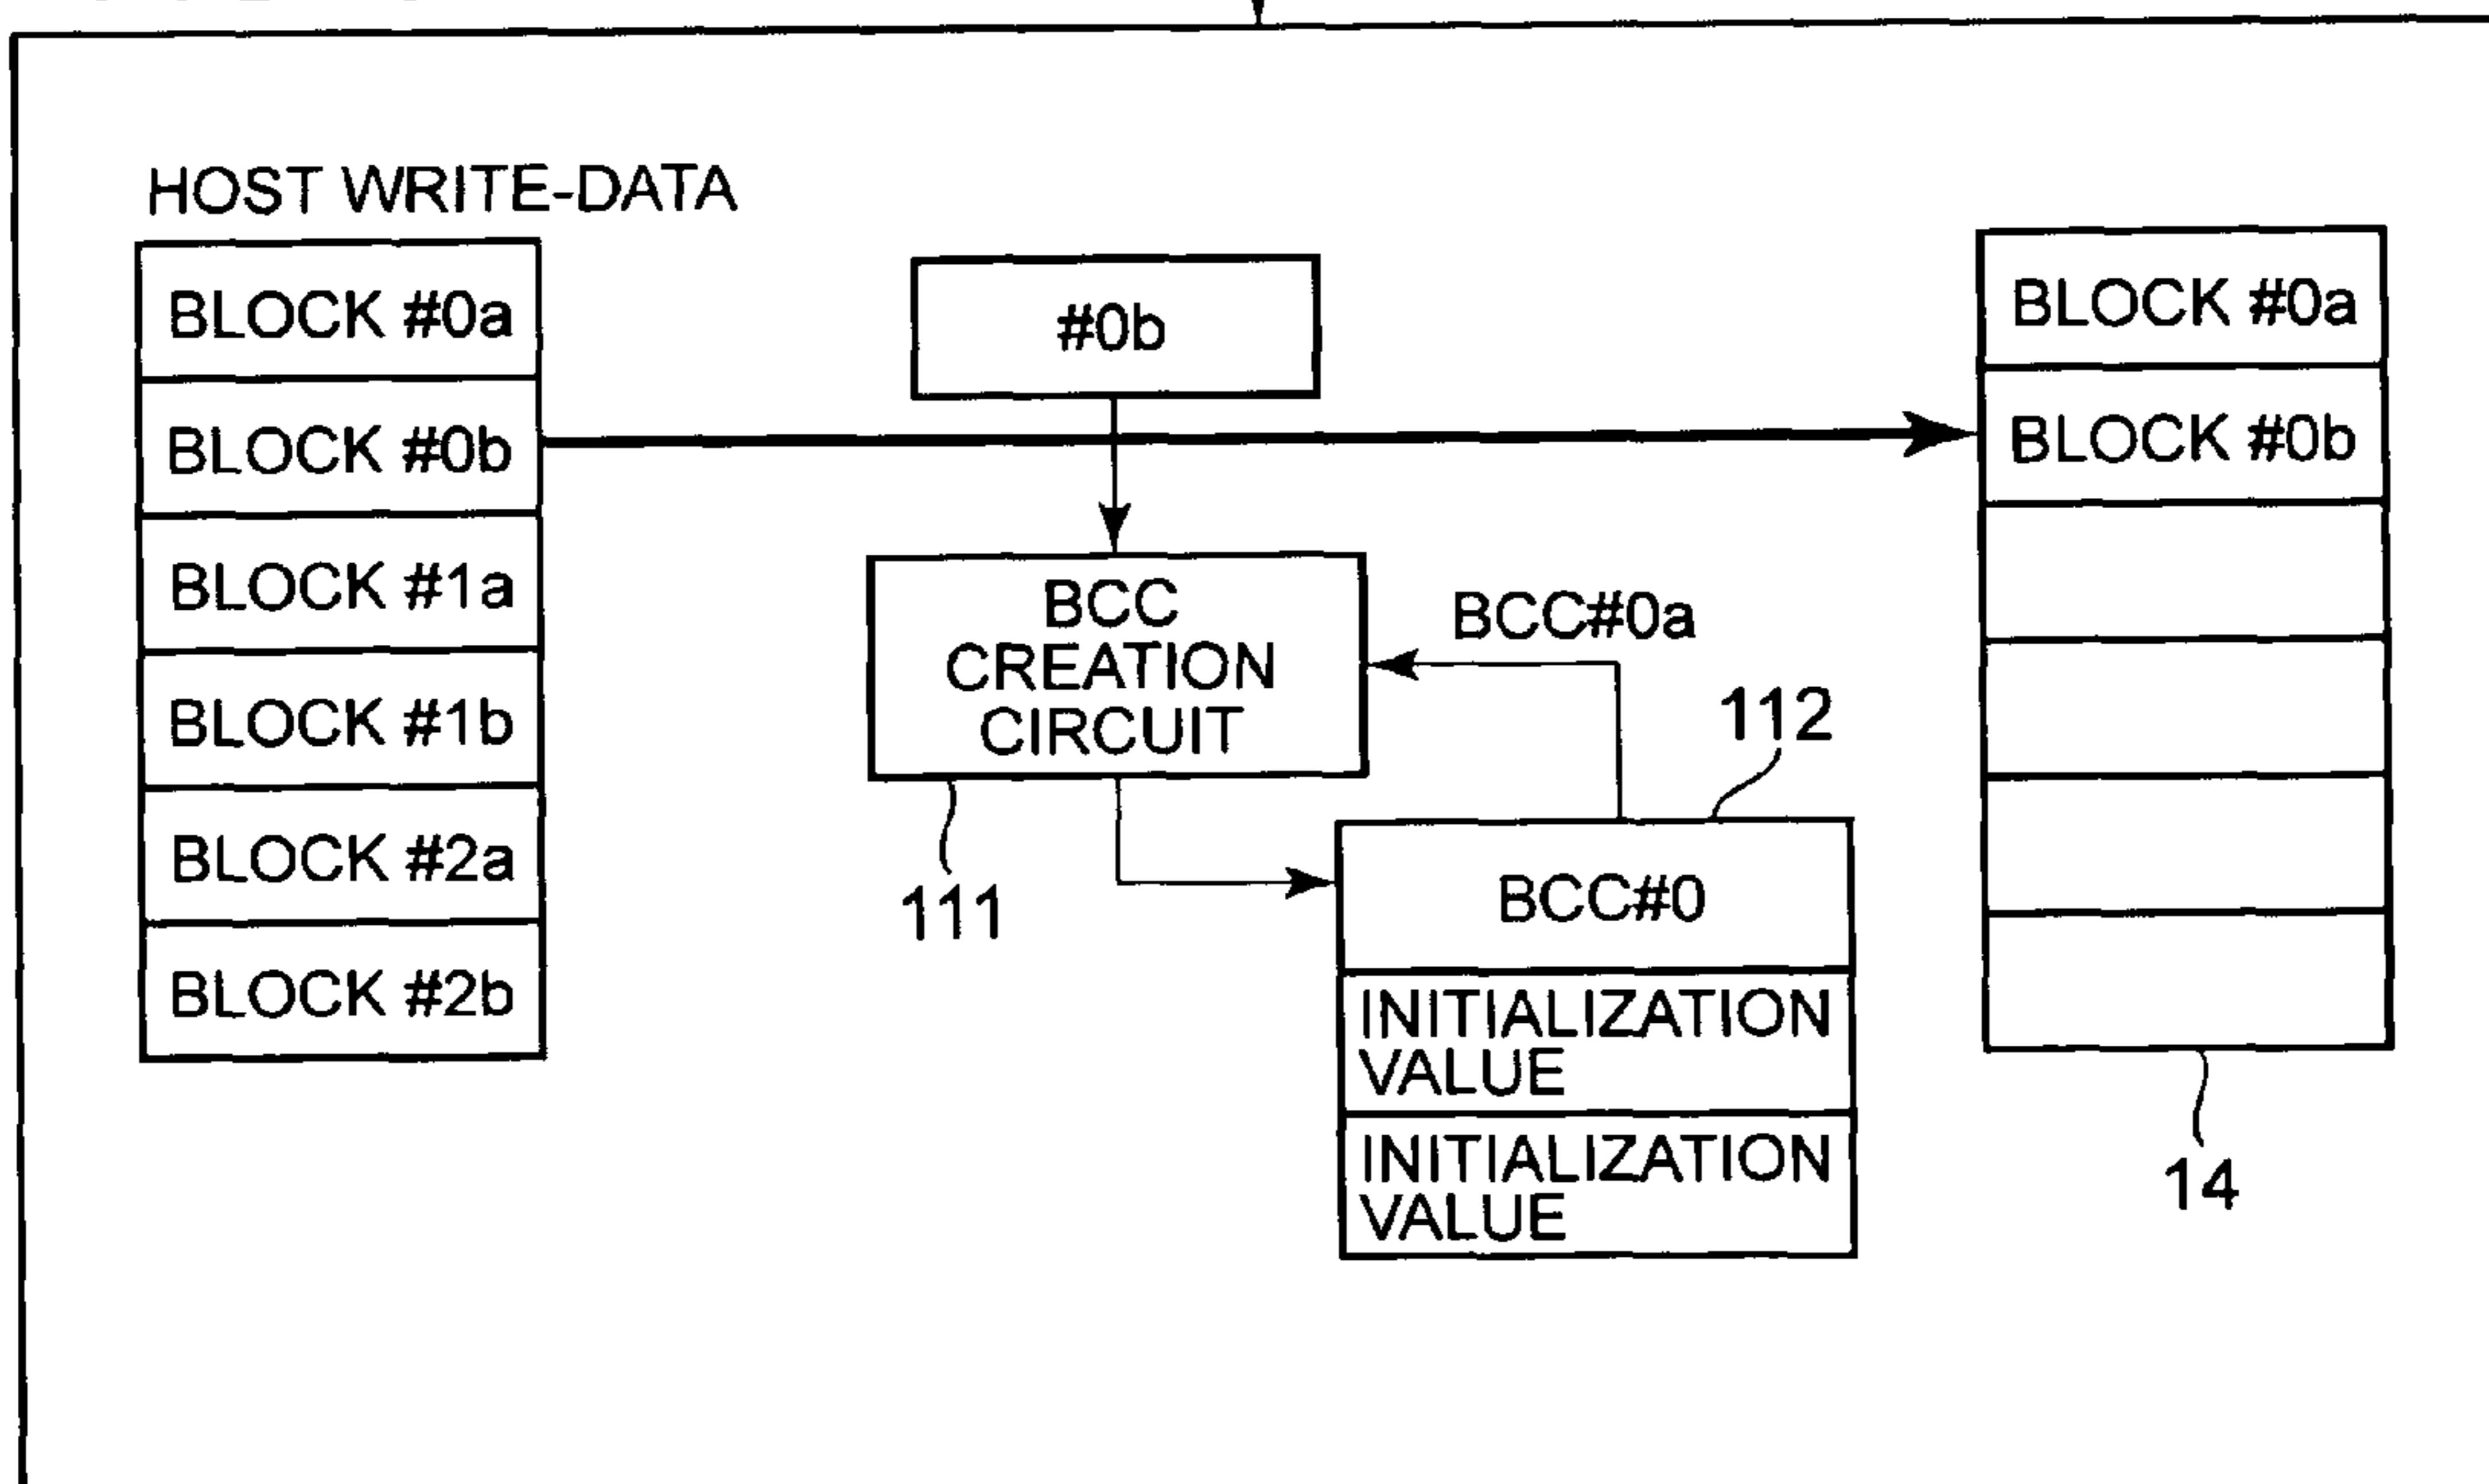 HOST WRITE-DATA
BLOCK #0a
BLOCK #0b
BLOCK #1a
BLOCK #1b
BLOCK #2a
BLOCK #2b
#0b
BCC
CREATION
CIRCUIT
111
BCC#0a
112
BCC#0
INITIALIZATION
VALUE
INITIALIZATION
VALUE
BLOCK #0a
BLOCK #0b
14